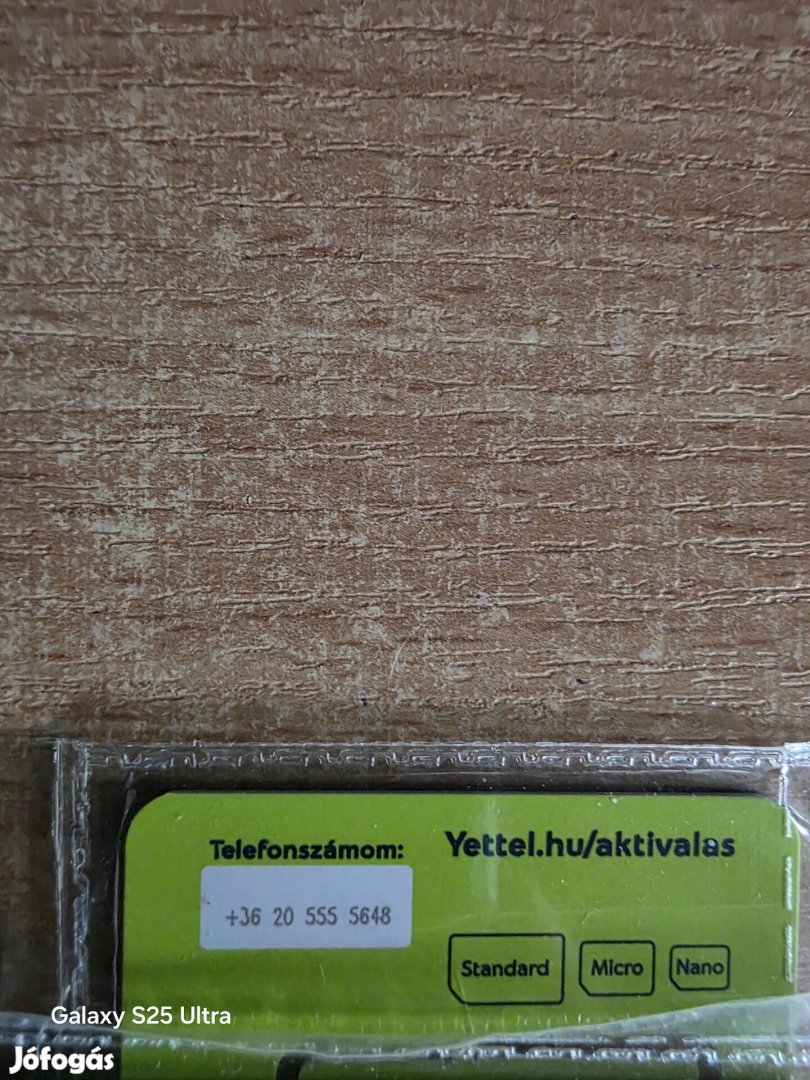 Telefonszámom:
Yettel.hu/aktivalas
+36 20 555 5648
Standard
Micro
Nano
Galaxy S25 Ultra
Jófogás